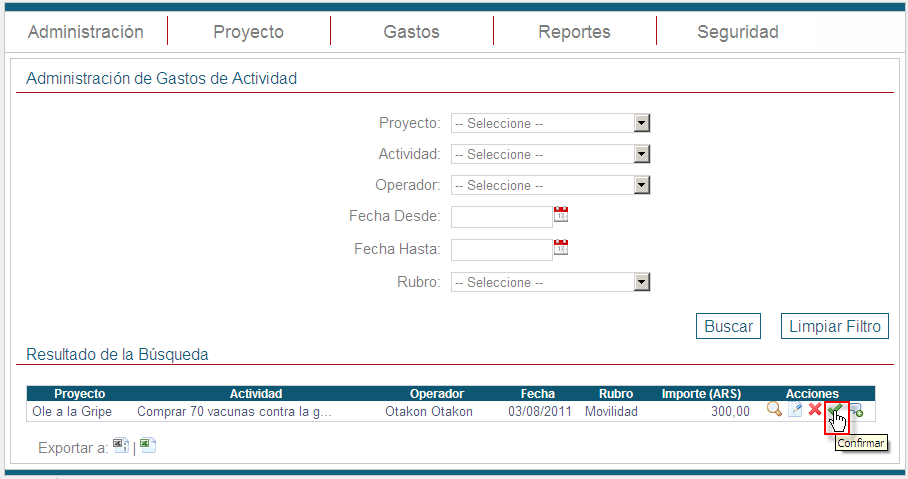 Administración Proyecto Gastos Reportes Seguridad
Administración de Gastos de Actividad
Proyecto: -- Seleccione --
Actividad: -- Seleccione --
Operador: -- Seleccione --
Fecha Desde:
Fecha Hasta:
Rubro: -- Seleccione --
Buscar Limpiar Filtro
Resultado de la Búsqueda
Proyecto Actividad Operador Fecha Rubro Importe (ARS) Acciones
Ole a la Gripe Comprar 70 vacunas contra la g... Otakon Otakon 03/08/2011 Movilidad 300,00
Confirmar
Exportar a: |